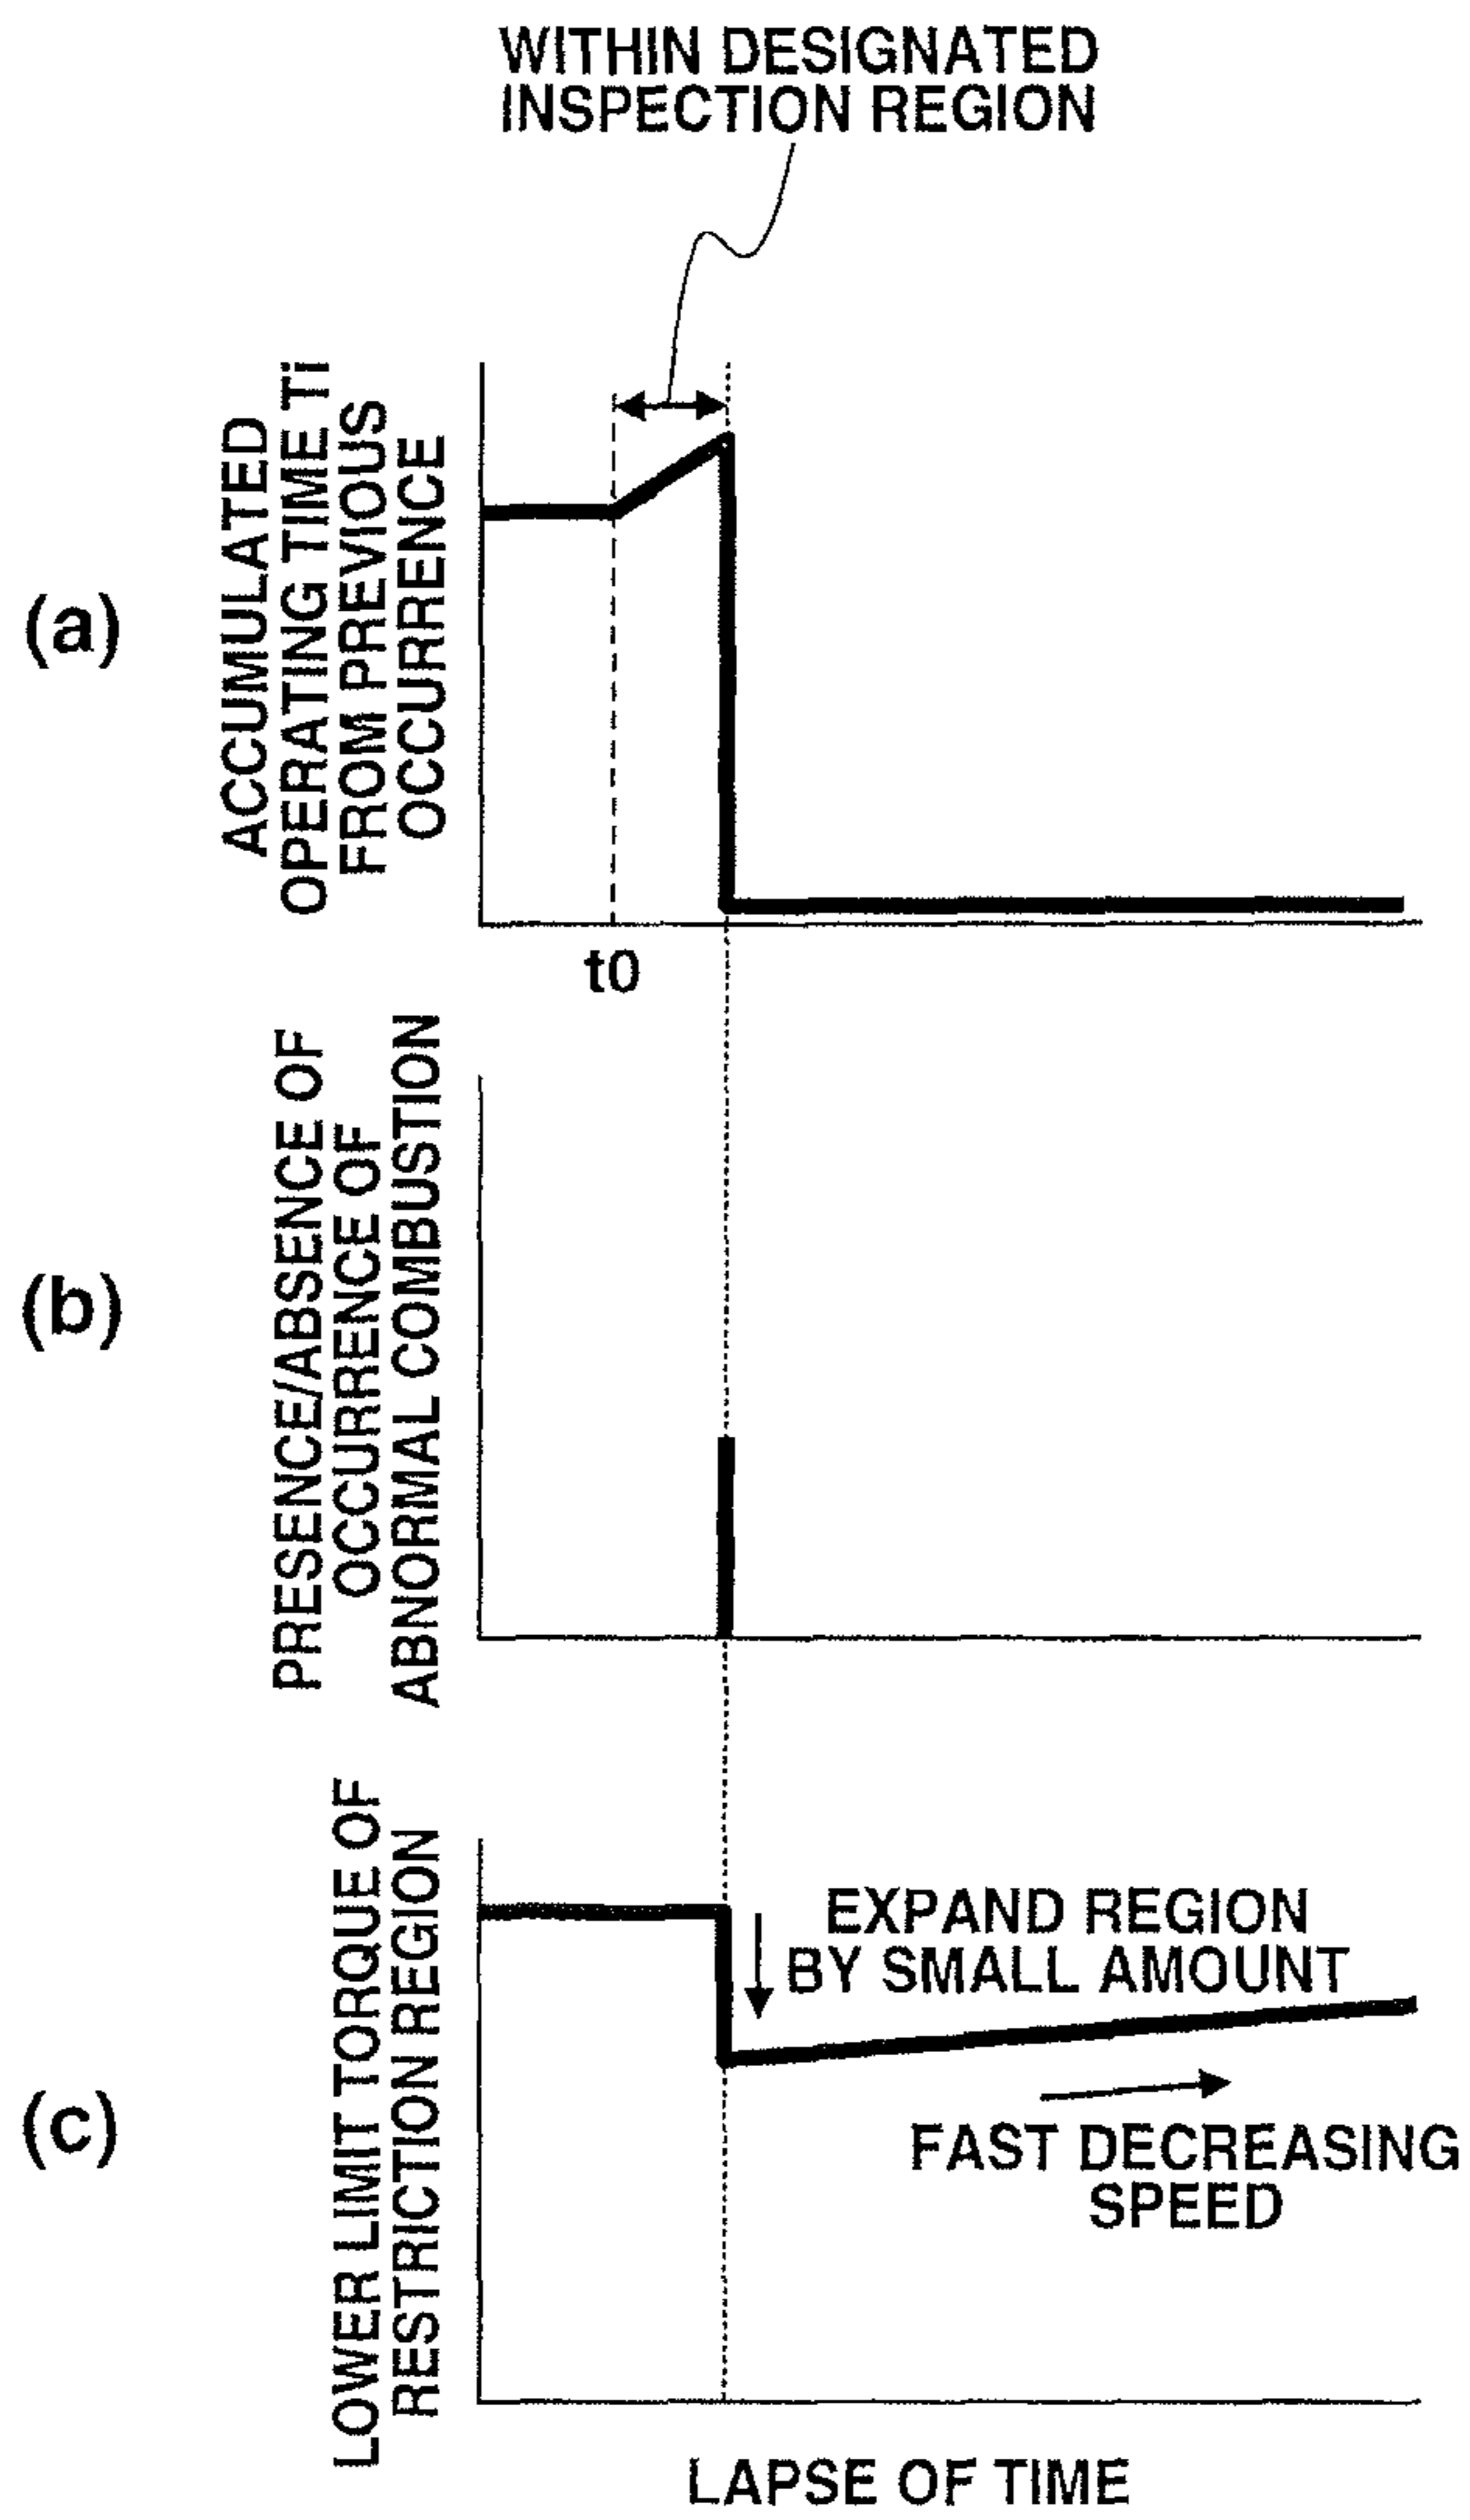 WITHIN DESIGNATED
INSPECTION REGION
(a)
ACCUMULATED
OPERATING TIME Ti
FROM PREVIOUS
OCCURRENCE
t0
(b)
PRESENCE/ABSENCE OF
OCCURRENCE OF
ABNORMAL COMBUSTION
(c)
LOWER LIMIT TORQUE OF
RESTRICTION REGION
EXPAND REGION
BY SMALL AMOUNT
FAST DECREASING
SPEED
LAPSE OF TIME